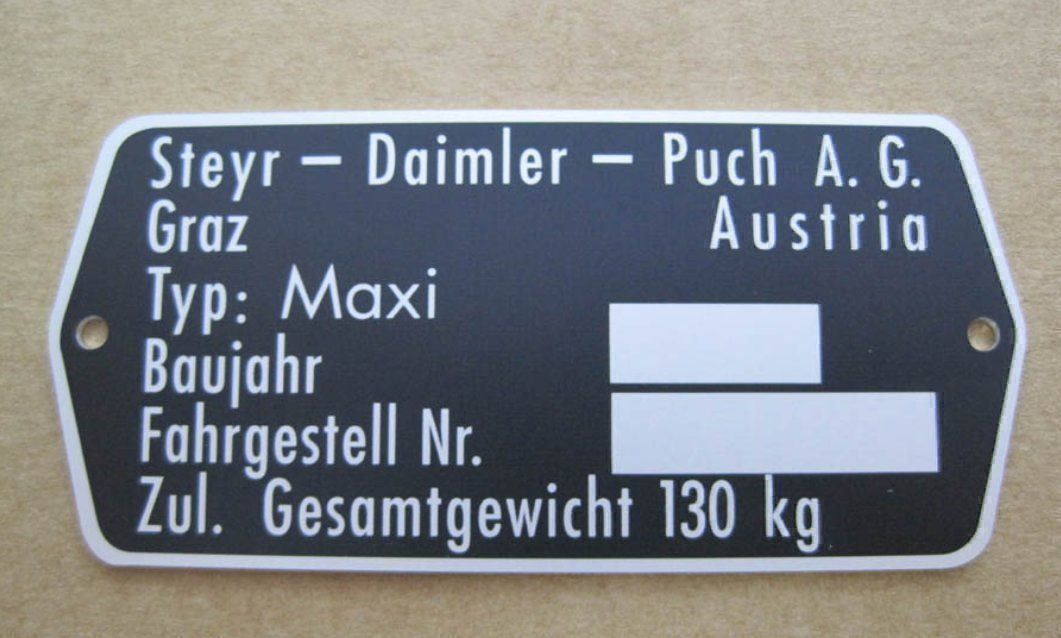 Steyr – Daimler – Puch A. G.
Graz Austria
Typ: Maxi
Baujahr
Fahrgestell Nr.
Zul. Gesamtgewicht 130 kg